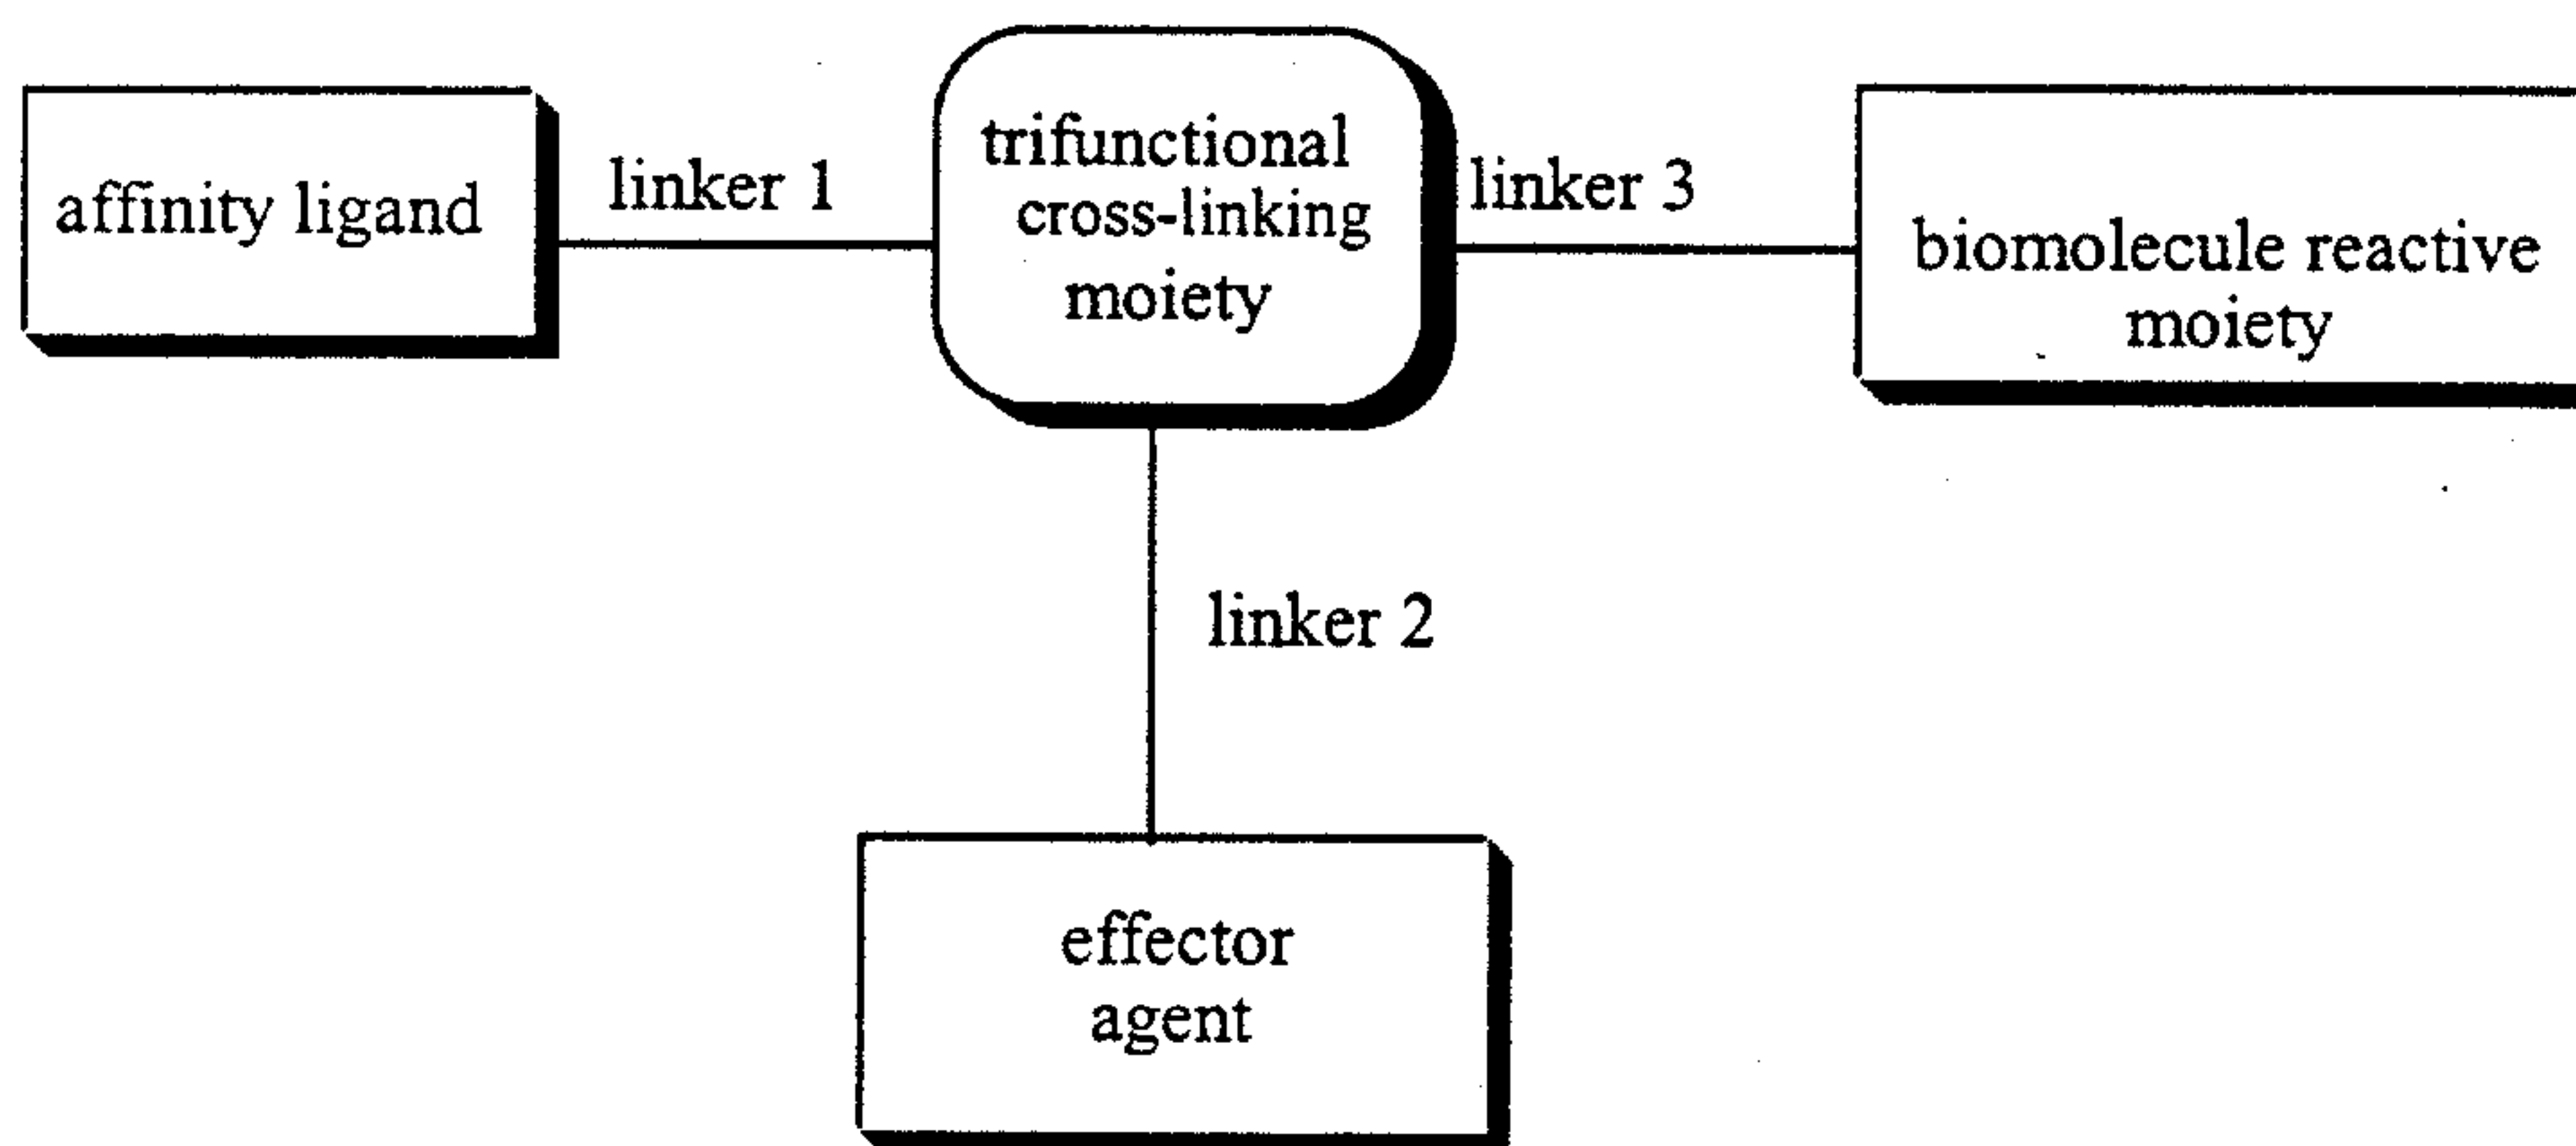 affinity ligand
linker 1
trifunctional
cross-linking
moiety
linker 3
biomolecule reactive
moiety
linker 2
effector
agent